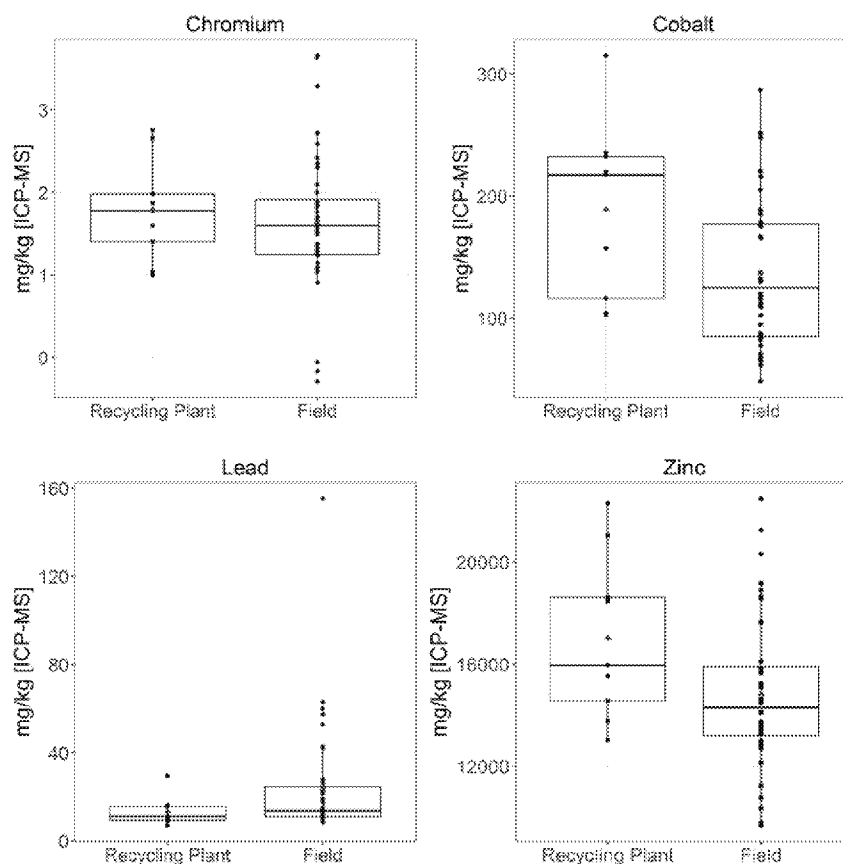 Chromium
mg/kg [ICP-MS]
3
2
1
0
Recycling Plant Field
Cobalt
mg/kg [ICP-MS]
300
200
100
Recycling Plant Field
Lead
mg/kg [ICP-MS]
160
120
80
40
0
Recycling Plant Field
Zinc
mg/kg [ICP-MS]
20000
16000
12000
Recycling Plant Field